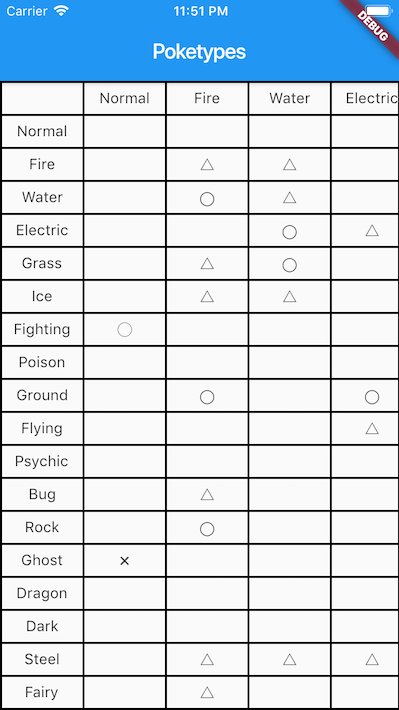 Carrier 11:51 PM
DEBUG
Poketypes
Normal Fire Water Electric
Normal
Fire △ △
Water ○ △
Electric ○ △
Grass △ ○
Ice △ △
Fighting ○
Poison
Ground ○ ○
Flying △
Psychic
Bug △
Rock ○
Ghost ×
Dragon
Dark
Steel △ △ △
Fairy △